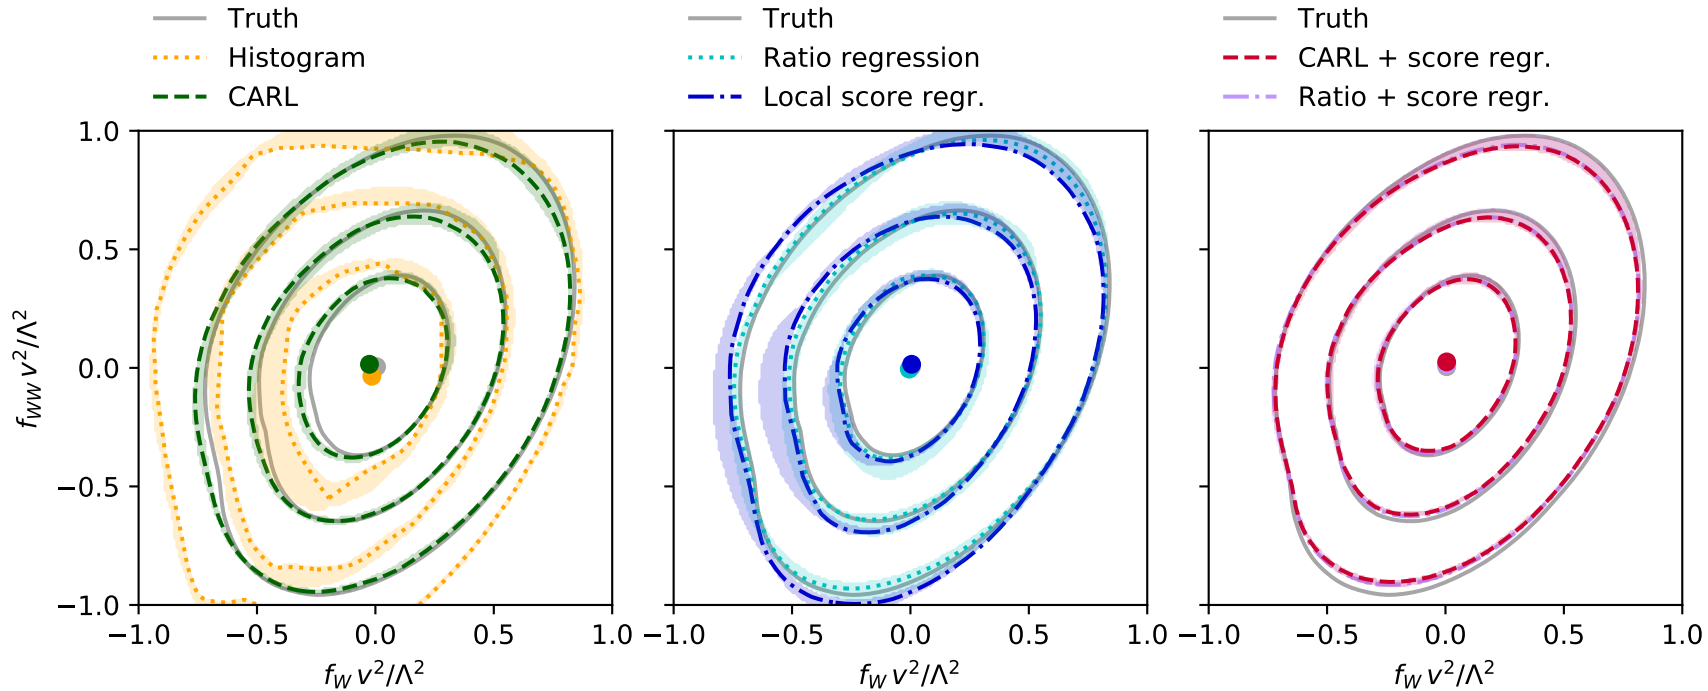 Truth
Histogram
CARL
Truth
Ratio regression
Local score regr.
Truth
CARL + score regr.
Ratio + score regr.
1.0
0.5
0.0
−0.5
−1.0
f_{WW} v²/Λ²
−1.0 −0.5 0.0 0.5 1.0
f_W v²/Λ²
−1.0 −0.5 0.0 0.5 1.0
f_W v²/Λ²
−1.0 −0.5 0.0 0.5 1.0
f_W v²/Λ²